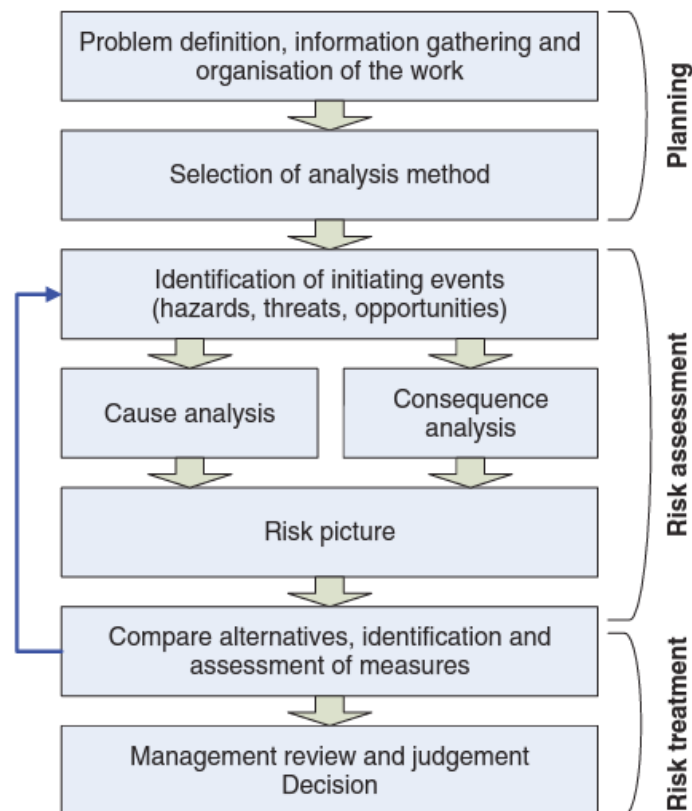 Problem definition, information gathering and
organisation of the work
Selection of analysis method
Planning
Identification of initiating events
(hazards, threats, opportunities)
Cause analysis
Consequence
analysis
Risk picture
Risk assessment
Compare alternatives, identification and
assessment of measures
Management review and judgement
Decision
Risk treatment